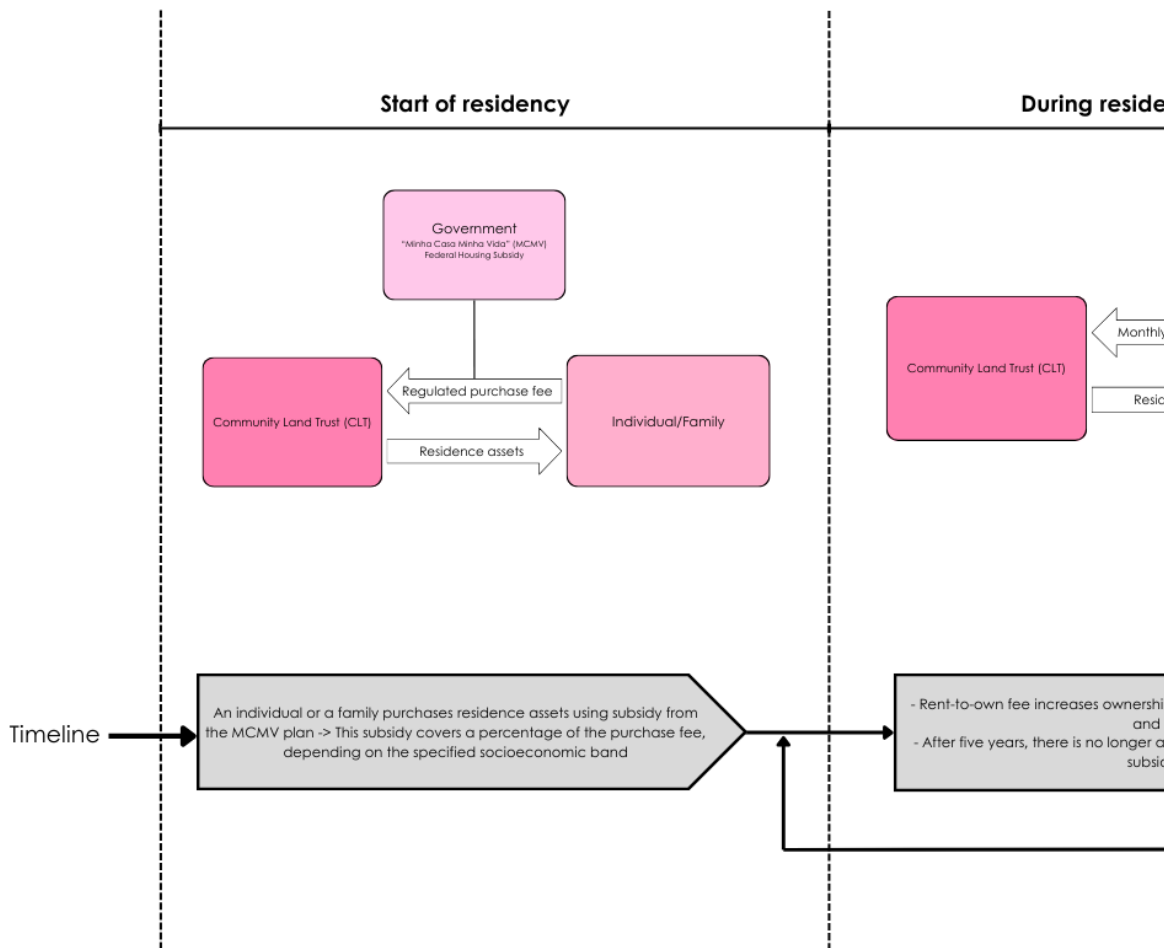 Start of residency
During reside
Government
"Minha Casa Minha Vida" (MCMV)
Federal Housing Subsidy
Community Land Trust (CLT)
Regulated purchase fee
Residence assets
Individual/Family
Community Land Trust (CLT)
Monthly
Resid
Timeline
An individual or a family purchases residence assets using subsidy from
the MCMV plan -> This subsidy covers a percentage of the purchase fee,
depending on the specified socioeconomic band
- Rent-to-own fee increases ownershi
and
- After five years, there is no longer a
subsid